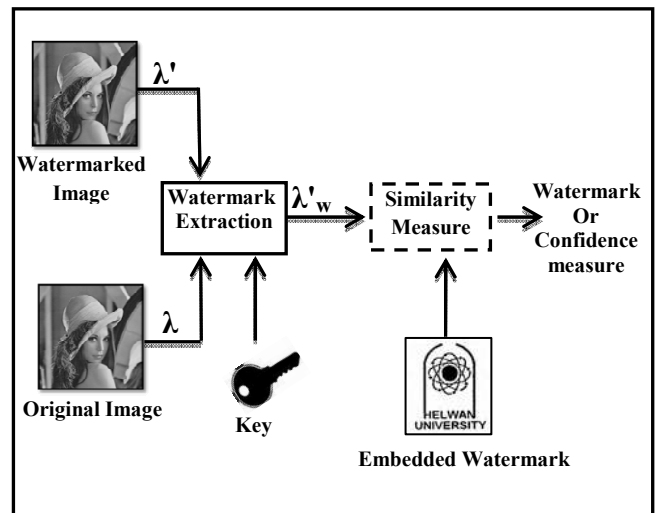 λ'
Watermarked
Image
Watermark
Extraction
λ'w
Similarity
Measure
Watermark
Or
Confidence
measure
λ
Original Image
Key
HELWAN
UNIVERSITY
Embedded Watermark